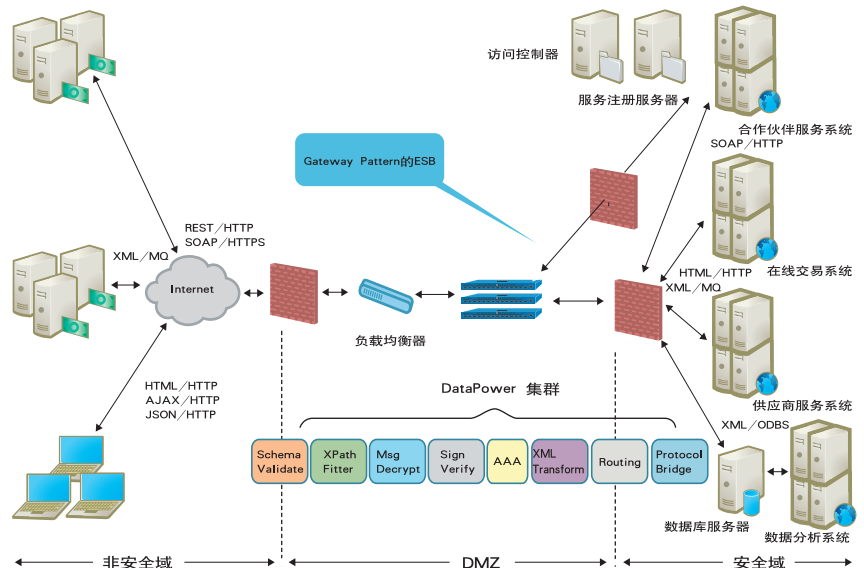 访问控制器
服务注册服务器
合作伙伴服务系统
SOAP/HTTP
Gateway Pattern的ESB
REST/HTTP
SOAP/HTTPS
XML/MQ
Internet
负载均衡器
在线交易系统
HTML/HTTP
XML/MQ
HTML/HTTP
AJAX/HTTP
JSON/HTTP
DataPower 集群
供应商服务系统
XML/ODBS
Schema
Validate
XPath
Fitter
Msg
Decrypt
Sign
Verify
AAA
XML
Transform
Routing
Protocol
Bridge
数据库服务器
数据分析系统
非安全域
DMZ
安全域